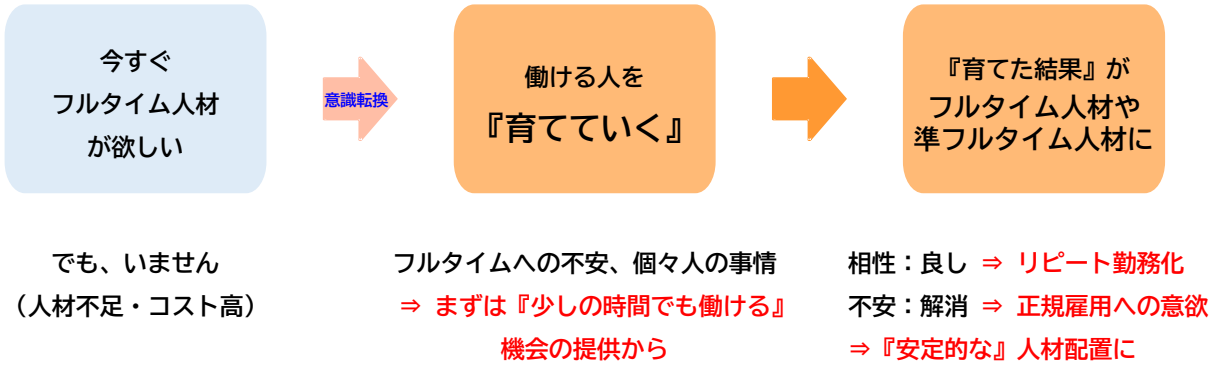 今すぐ
フルタイム人材
が欲しい
意識転換
働ける人を
『育てていく』
『育てた結果』が
フルタイム人材や
準フルタイム人材に
でも、いません
（人材不足・コスト高）
フルタイムへの不安、個々人の事情
⇒ まずは『少しの時間でも働ける』
機会の提供から
相性：良し ⇒ リピート勤務化
不安：解消 ⇒ 正規雇用への意欲
⇒『安定的な』人材配置に